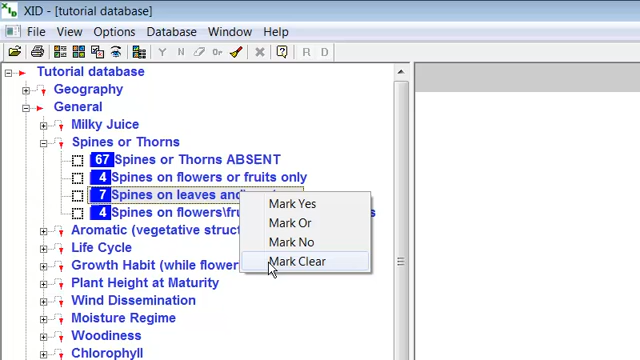 XID
XID - [tutorial database]
File View Options Database Window Help
Y N Or ? R D
Tutorial database
Geography
General
Milky Juice
Spines or Thorns
67 Spines or Thorns ABSENT
4 Spines on flowers or fruits only
7 Spines on leaves and
4 Spines on flowers\fru s
Mark Yes
Mark Or
Mark No
Mark Clear
Aromatic (vegetative struct
Life Cycle
Growth Habit (while flower
Plant Height at Maturity
Wind Dissemination
Moisture Regime
Woodiness
Chlorophyll